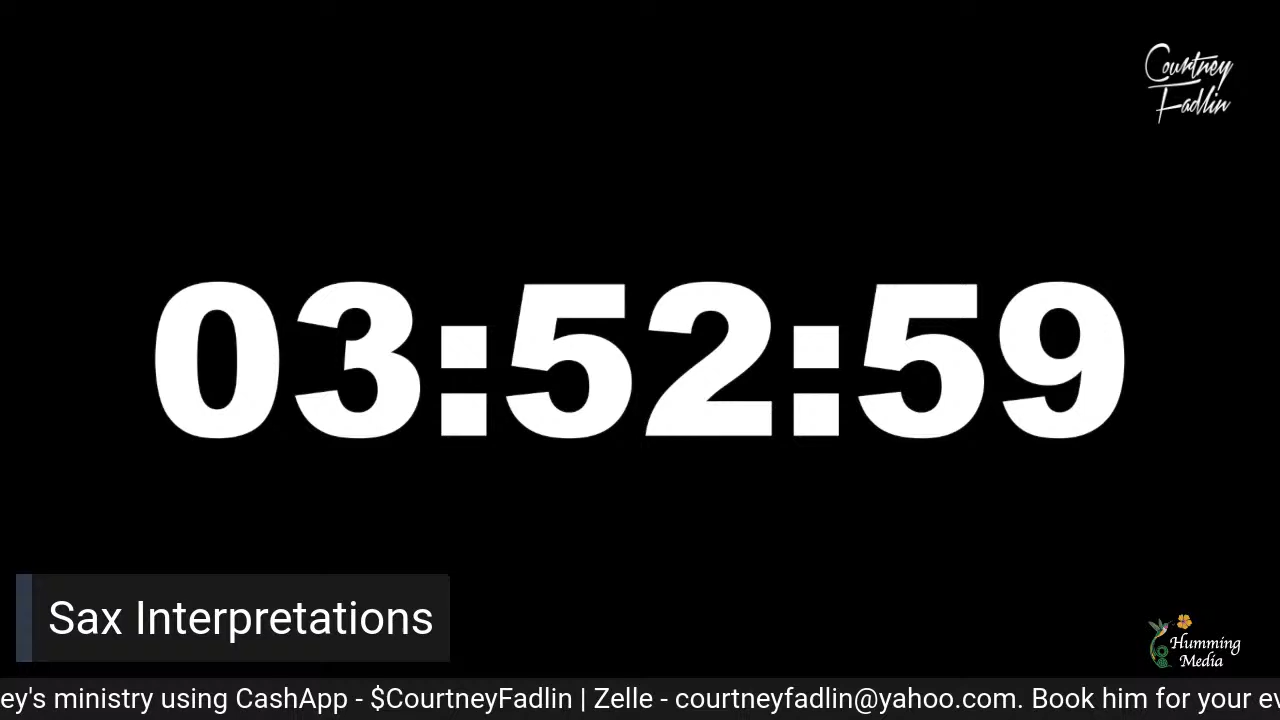 Courtney
Fadlin
03:52:59
Sax Interpretations
Humming
Media
ey's ministry using CashApp - $CourtneyFadlin | Zelle - courtneyfadlin@yahoo.com. Book him for your ev